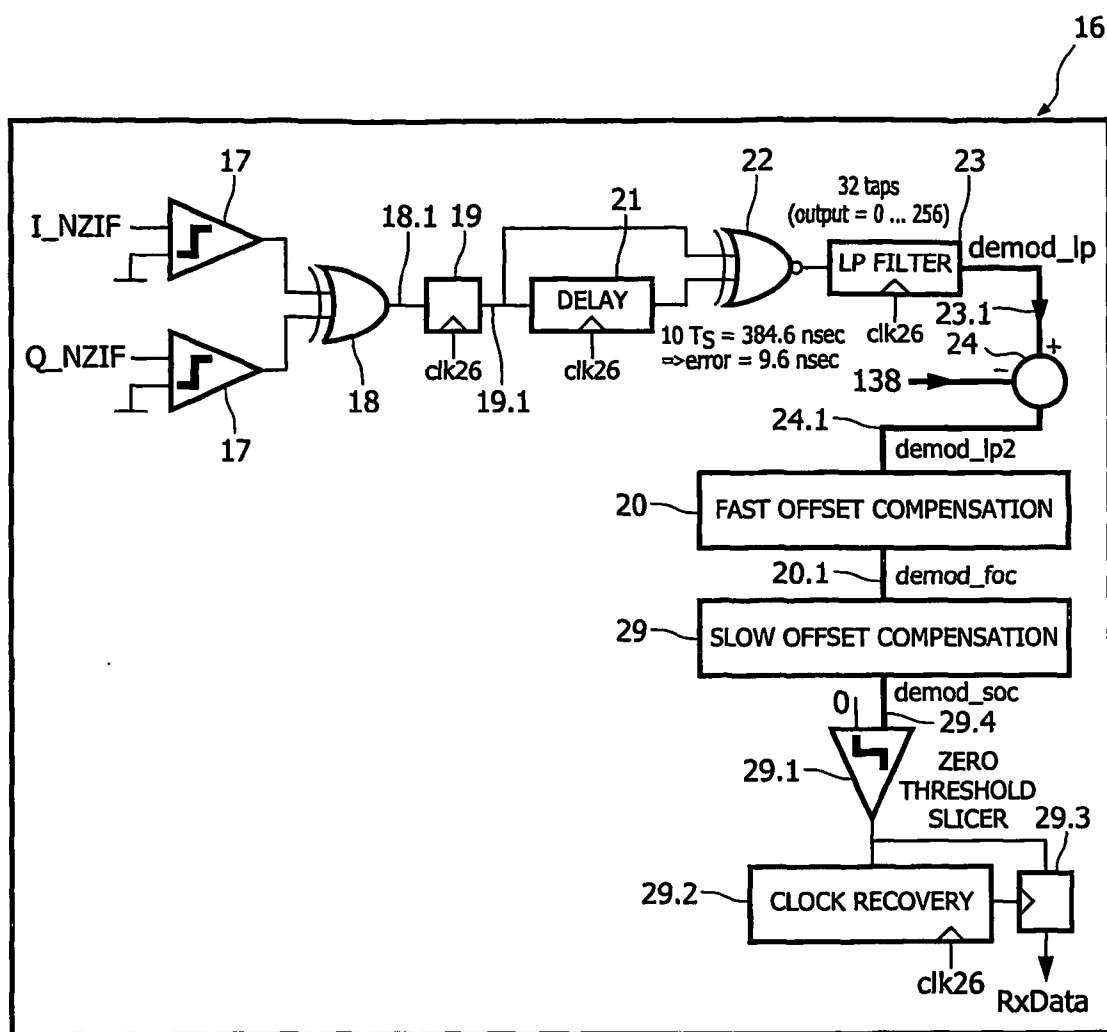 16
17
I_NZIF
Q_NZIF
17
18
18.1
19
clk26
19.1
21
DELAY
clk26
22
10 TS = 384.6 nsec
=>error = 9.6 nsec
32 taps
(output = 0 ... 256)
23
LP FILTER
clk26
demod_lp
23.1
24
+
−
138
24.1
demod_lp2
20
FAST OFFSET COMPENSATION
20.1
demod_foc
29
SLOW OFFSET COMPENSATION
demod_soc
0
29.4
29.1
ZERO
THRESHOLD
SLICER
29.3
29.2
CLOCK RECOVERY
clk26
RxData